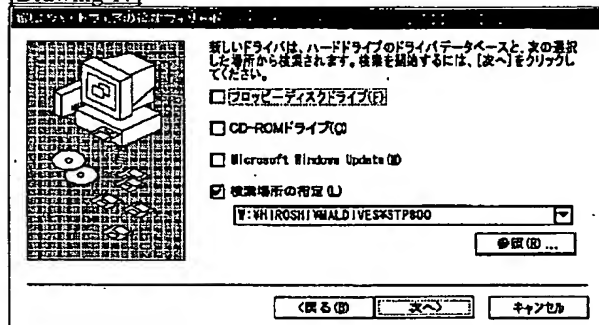 新しいハードウェアの追加ウィザード
新しいドライバは、ハードドライブのドライバデータベースと、次の選択
した場所から検索されます。検索を開始するには、[次へ]をクリックし
てください。
フロッピーディスクドライブ(F)
CD-ROMドライブ(C)
Microsoft Windows Update(M)
検索場所の指定(L)
W:¥HIROSHI¥MALDIVES¥STP800
参照(R)...
<戻る(B)
次へ>
キャンセル